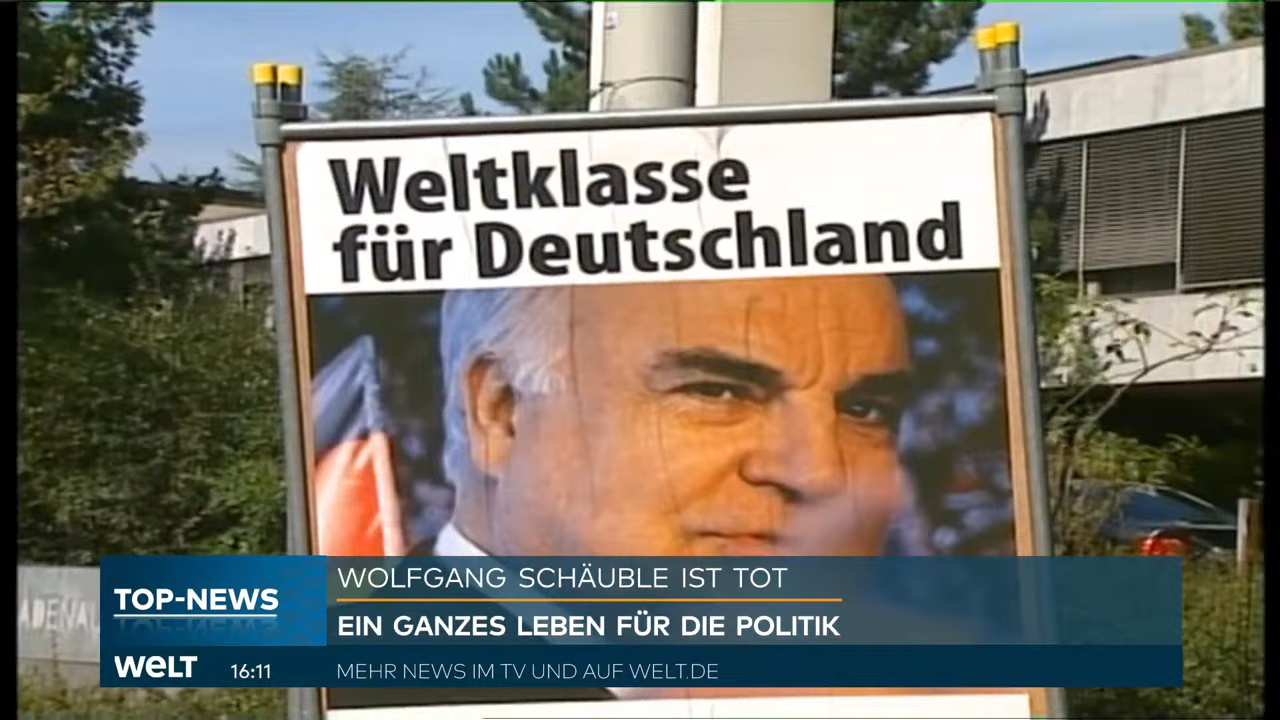 Weltklasse
für Deutschland
TOP-NEWS
WOLFGANG SCHÄUBLE IST TOT
EIN GANZES LEBEN FÜR DIE POLITIK
WELT 16:11
MEHR NEWS IM TV UND AUF WELT.DE